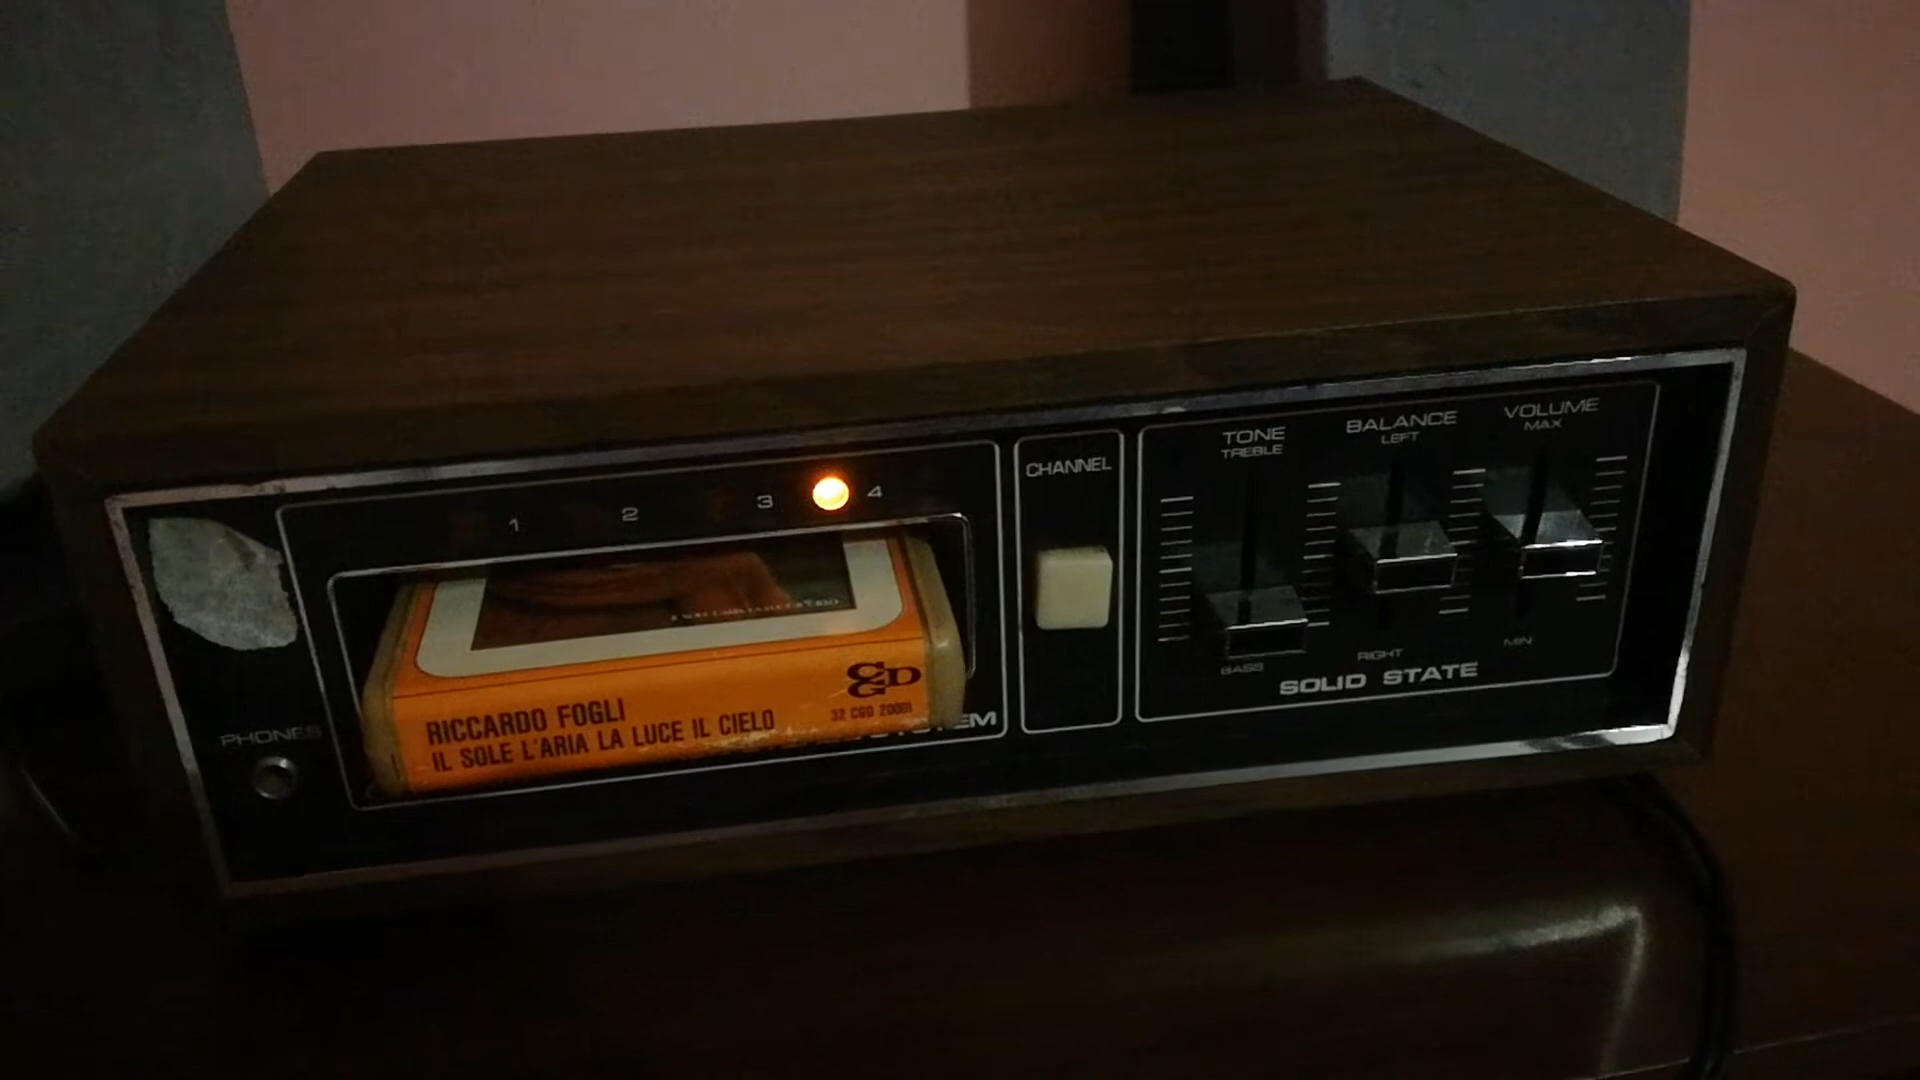 1 2 3 4
RICCARDO FOGLI
IL SOLE L'ARIA LA LUCE IL CIELO
CGD
32 CGD 20001
PHONES
CHANNEL
TONE
TREBLE
BASS
BALANCE
LEFT
RIGHT
VOLUME
MAX
MIN
SOLID STATE